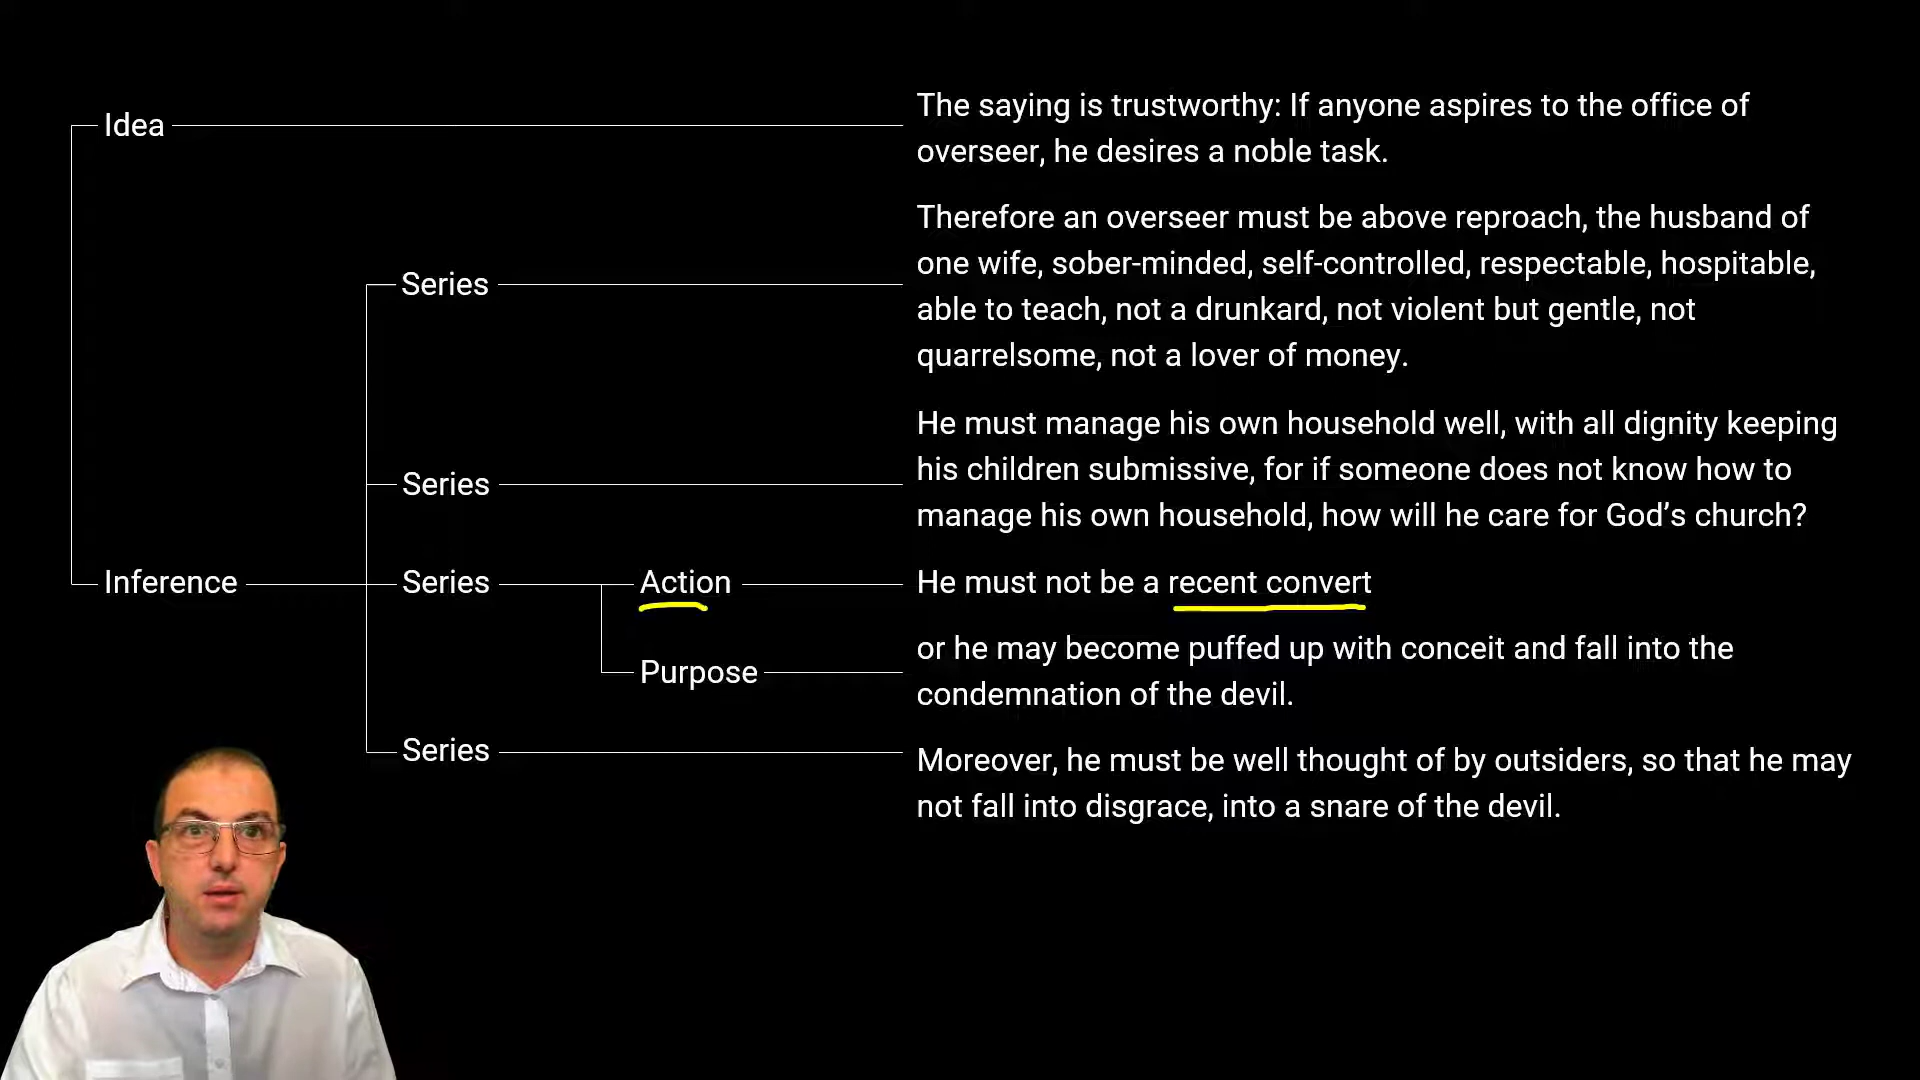 Idea
The saying is trustworthy: If anyone aspires to the office of
overseer, he desires a noble task.
Therefore an overseer must be above reproach, the husband of
Series
one wife, sober-minded, self-controlled, respectable, hospitable,
able to teach, not a drunkard, not violent but gentle, not
quarrelsome, not a lover of money.
He must manage his own household well, with all dignity keeping
Series
his children submissive, for if someone does not know how to
manage his own household, how will he care for God’s church?
Inference
Series
Action
He must not be a recent convert
Purpose
or he may become puffed up with conceit and fall into the
condemnation of the devil.
Series
Moreover, he must be well thought of by outsiders, so that he may
not fall into disgrace, into a snare of the devil.